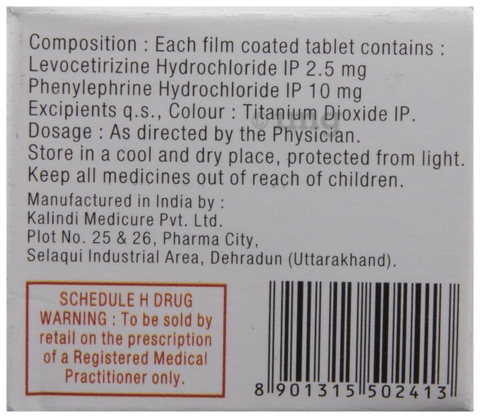 Composition : Each film coated tablet contains :
Levocetirizine Hydrochloride IP 2.5 mg
Phenylephrine Hydrochloride IP 10 mg
Excipients q.s., Colour : Titanium Dioxide IP.
Dosage : As directed by the Physician.
Store in a cool and dry place, protected from light.
Keep all medicines out of reach of children.
Manufactured in India by :
Kalindi Medicure Pvt. Ltd.
Plot No. 25 & 26, Pharma City,
Selaqui Industrial Area, Dehradun (Uttarakhand).
SCHEDULE H DRUG
WARNING : To be sold by
retail on the prescription
of a Registered Medical
Practitioner only.
8 901315 502413